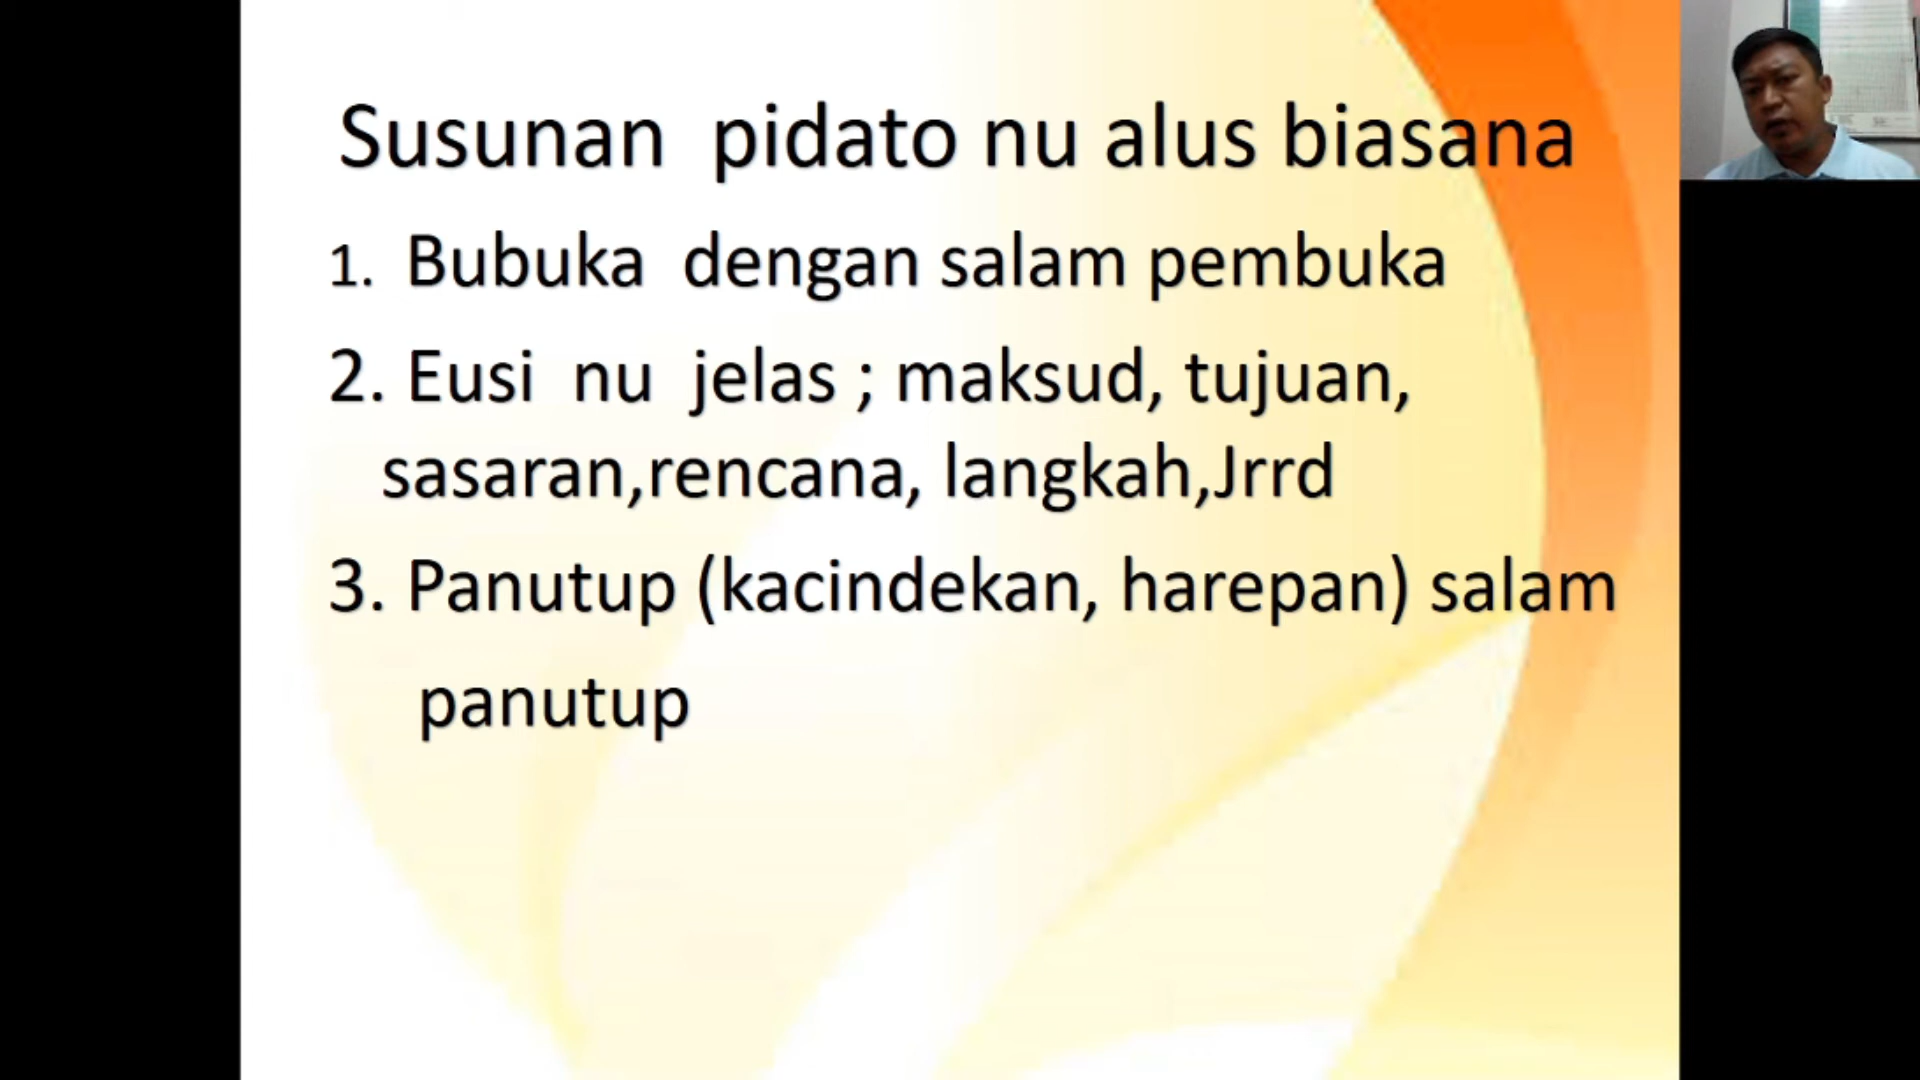 Susunan pidato nu alus biasana
1. Bubuka dengan salam pembuka
2. Eusi nu jelas ; maksud, tujuan,
sasaran,rencana, langkah,Jrrd
3. Panutup (kacindekan, harepan) salam
panutup